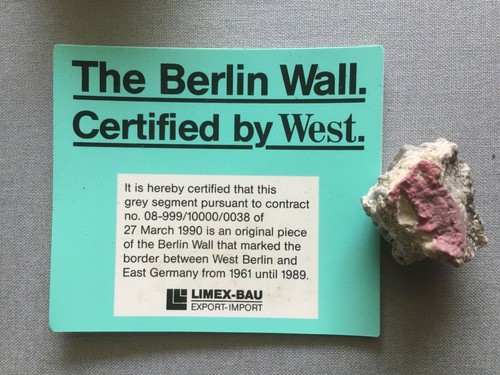 The Berlin Wall.
Certified by West.
It is hereby certified that this
grey segment pursuant to contract
no. 08-999/10000/0038 of
27 March 1990 is an original piece
of the Berlin Wall that marked the
border between West Berlin and
East Germany from 1961 until 1989.
LIMEX-BAU
EXPORT-IMPORT